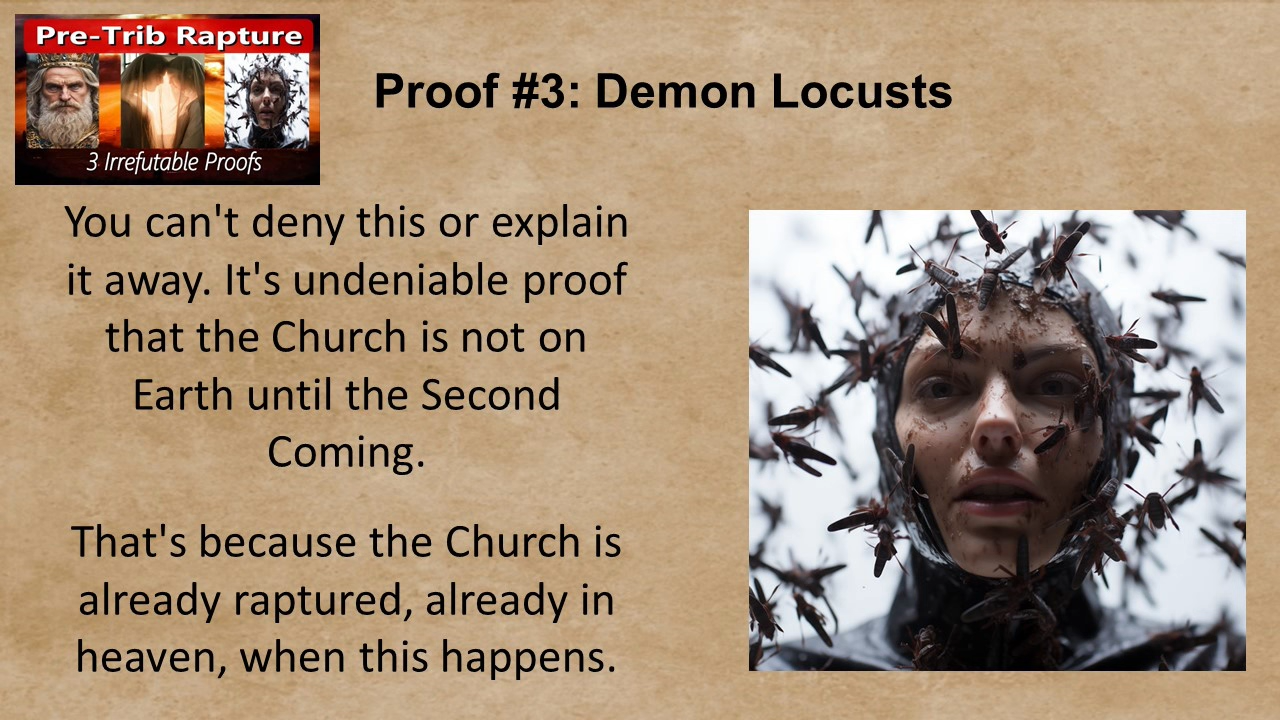 Pre-Trib Rapture
3 Irrefutable Proofs
Proof #3: Demon Locusts
You can't deny this or explain
it away. It's undeniable proof
that the Church is not on
Earth until the Second
Coming.
That's because the Church is
already raptured, already in
heaven, when this happens.